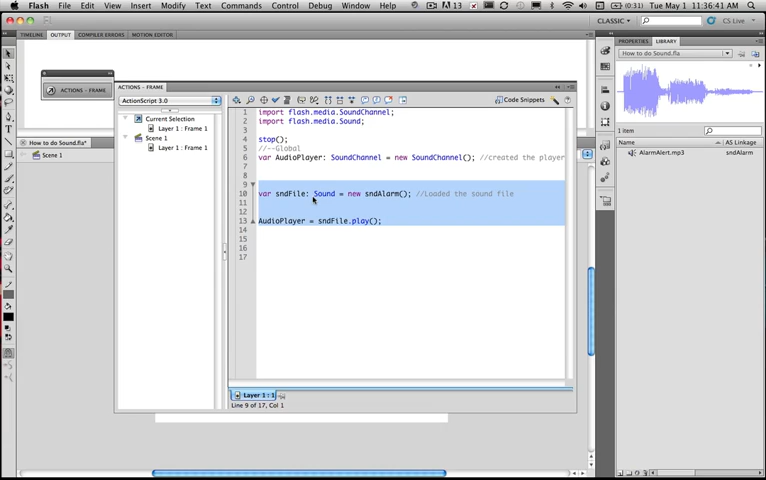 Flash File Edit View Insert Modify Text Commands Control Debug Window Help 13 (0:31) Tue May 1 11:36:41 AM
CLASSIC CS Live
TIMELINE OUTPUT COMPILER ERRORS MOTION EDITOR
PROPERTIES LIBRARY
How to do Sound.fla
ACTIONS - FRAME
ACTIONS - FRAME
ActionScript 3.0
Code Snippets
Current Selection
Layer 1 : Frame 1
Scene 1
Layer 1 : Frame 1
How to do Sound.fla*
Scene 1
1 import flash.media.SoundChannel;
2 import flash.media.Sound;
3
4 stop();
5 //--Global
6 var AudioPlayer: SoundChannel = new SoundChannel(); //created the player
7
8
9
10 var sndFile: Sound = new sndAlarm(); //Loaded the sound file
11
12
13 AudioPlayer = sndFile.play();
14
15
16
17
Layer 1 : 1
Line 9 of 17, Col 1
1 item
Name AS Linkage
AlarmAlert.mp3 sndAlarm